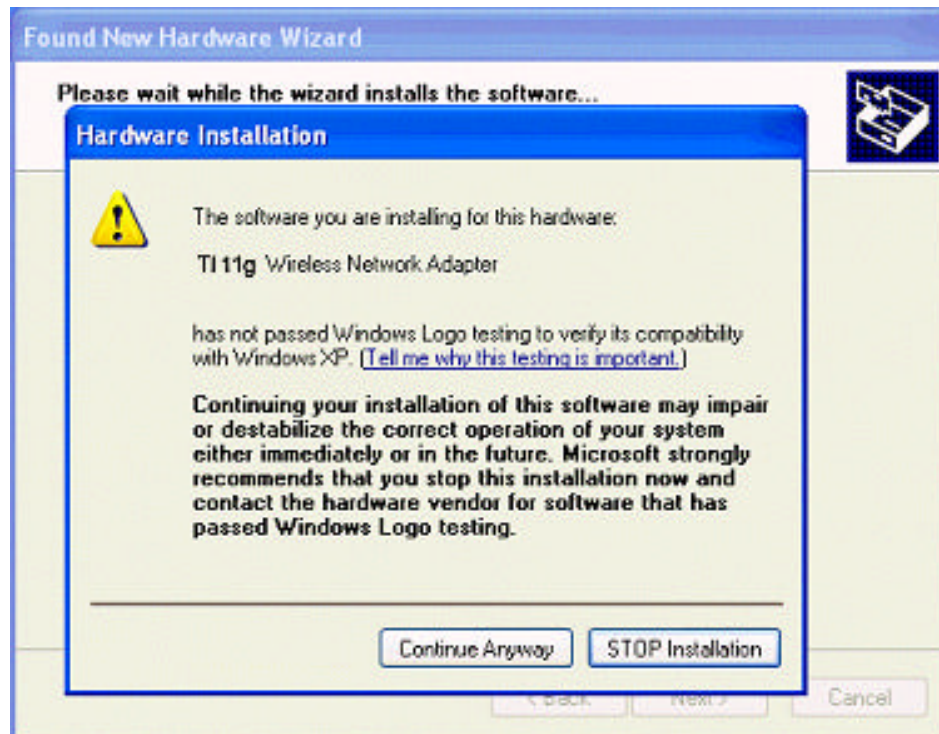 Found New Hardware Wizard
Please wait while the wizard installs the software...
Hardware Installation
The software you are installing for this hardware:
TI 11g Wireless Network Adapter
has not passed Windows Logo testing to verify its compatibility
with Windows XP. (Tell me why this testing is important.)
Continuing your installation of this software may impair
or destabilize the correct operation of your system
either immediately or in the future. Microsoft strongly
recommends that you stop this installation now and
contact the hardware vendor for software that has
passed Windows Logo testing.
Continue Anyway
STOP Installation
< Back
Next >
Cancel